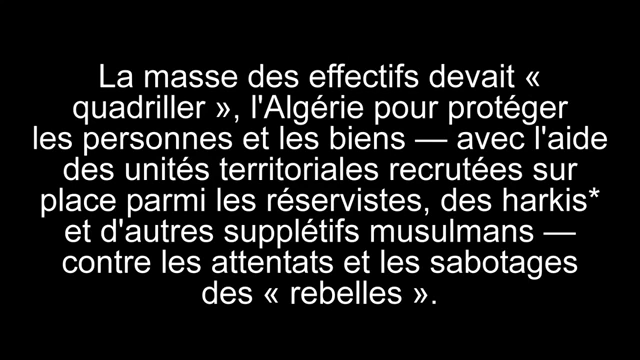 La masse des effectifs devait «
quadriller », l'Algérie pour protéger
les personnes et les biens — avec l'aide
des unités territoriales recrutées sur
place parmi les réservistes, des harkis*
et d'autres supplétifs musulmans —
contre les attentats et les sabotages
des « rebelles ».